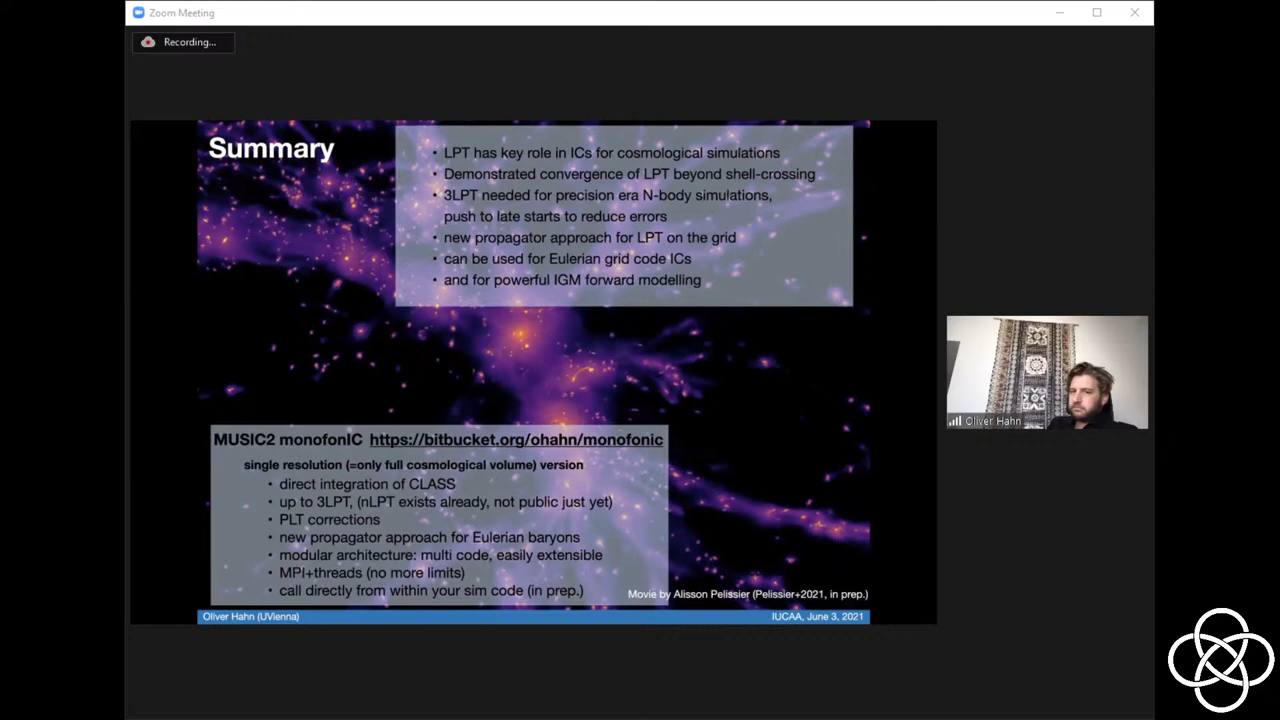 Zoom Meeting
Recording...
Summary
• LPT has key role in ICs for cosmological simulations
• Demonstrated convergence of LPT beyond shell-crossing
• 3LPT needed for precision era N-body simulations,
push to late starts to reduce errors
• new propagator approach for LPT on the grid
• can be used for Eulerian grid code ICs
• and for powerful IGM forward modelling
Oliver Hahn
MUSIC2 monofonIC https://bitbucket.org/ohahn/monofonic
single resolution (=only full cosmological volume) version
• direct integration of CLASS
• up to 3LPT, (nLPT exists already, not public just yet)
• PLT corrections
• new propagator approach for Eulerian baryons
• modular architecture: multi code, easily extensible
• MPI+threads (no more limits)
• call directly from within your sim code (in prep.)
Movie by Alisson Pelissier (Pelissier+2021, in prep.)
Oliver Hahn (UVienna)
IUCAA, June 3, 2021